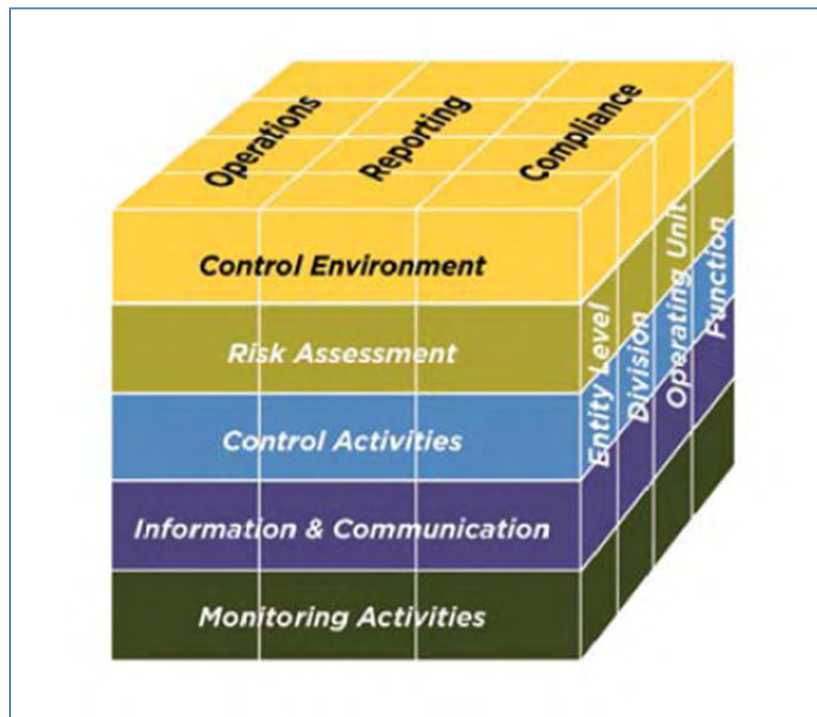 Operations
Reporting
Compliance
Control Environment
Risk Assessment
Control Activities
Information & Communication
Monitoring Activities
Entity Level
Division
Operating Unit
Function